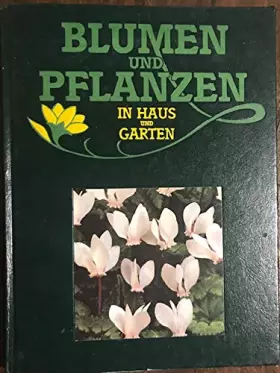 BLUMEN
UND
PFLANZEN
IN HAUS
UND
GARTEN